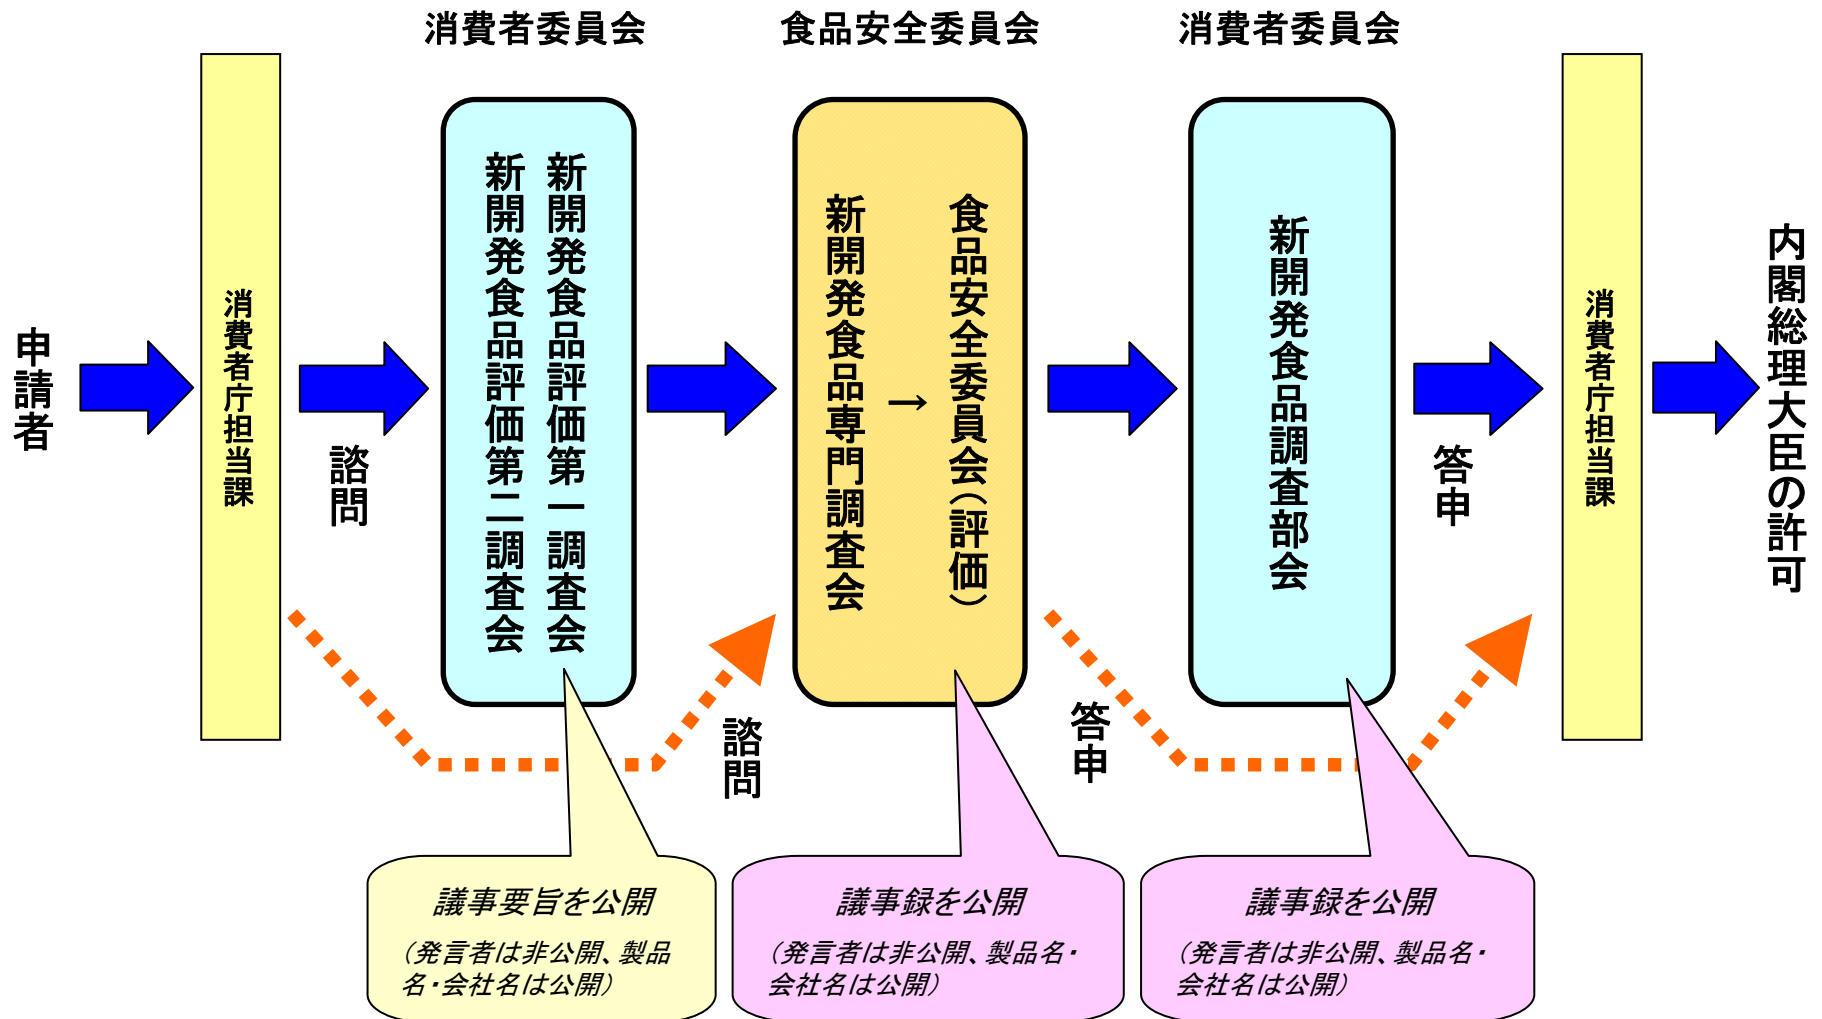 消費者委員会
食品安全委員会
消費者委員会
申請者
消費者庁担当課
諮問
新開発食品評価第一調査会
新開発食品評価第二調査会
新開発食品専門調査会
→
食品安全委員会（評価）
新開発食品調査部会
答申
消費者庁担当課
内閣総理大臣の許可
諮問
答申
議事要旨を公開
（発言者は非公開、製品
名・会社名は公開）
議事録を公開
（発言者は非公開、製品名・
会社名は公開）
議事録を公開
（発言者は非公開、製品名・
会社名は公開）